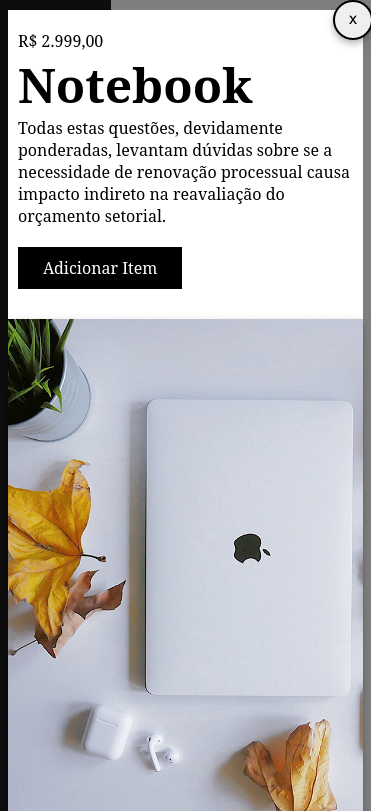 x
R$ 2.999,00
Notebook
Todas estas questões, devidamente
ponderadas, levantam dúvidas sobre se a
necessidade de renovação processual causa
impacto indireto na reavaliação do
orçamento setorial.
Adicionar Item